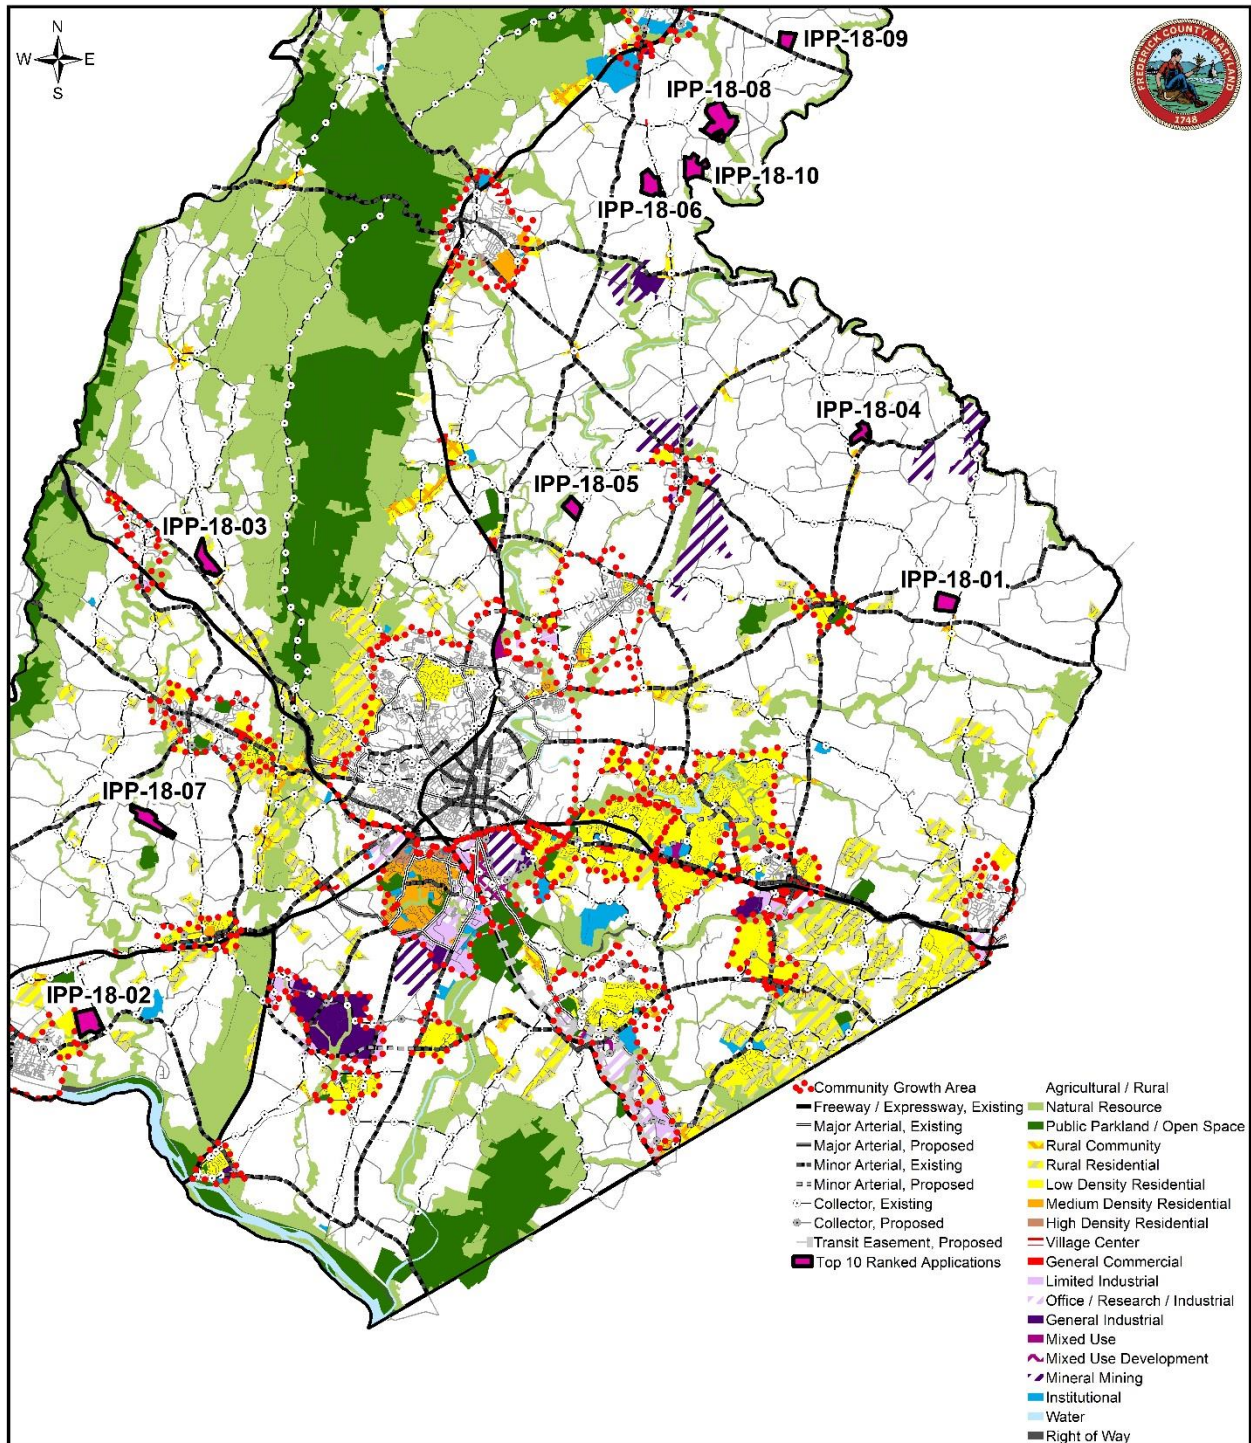 N
W E
S
FREDERICK COUNTY, MARYLAND
1748
IPP-18-09
IPP-18-08
IPP-18-10
IPP-18-06
IPP-18-04
IPP-18-05
IPP-18-03
IPP-18-01
IPP-18-07
IPP-18-02
Community Growth Area
Freeway / Expressway, Existing
Major Arterial, Existing
Major Arterial, Proposed
Minor Arterial, Existing
Minor Arterial, Proposed
Collector, Existing
Collector, Proposed
Transit Easement, Proposed
Top 10 Ranked Applications
Agricultural / Rural
Natural Resource
Public Parkland / Open Space
Rural Community
Rural Residential
Low Density Residential
Medium Density Residential
High Density Residential
Village Center
General Commercial
Limited Industrial
Office / Research / Industrial
General Industrial
Mixed Use
Mixed Use Development
Mineral Mining
Institutional
Water
Right of Way